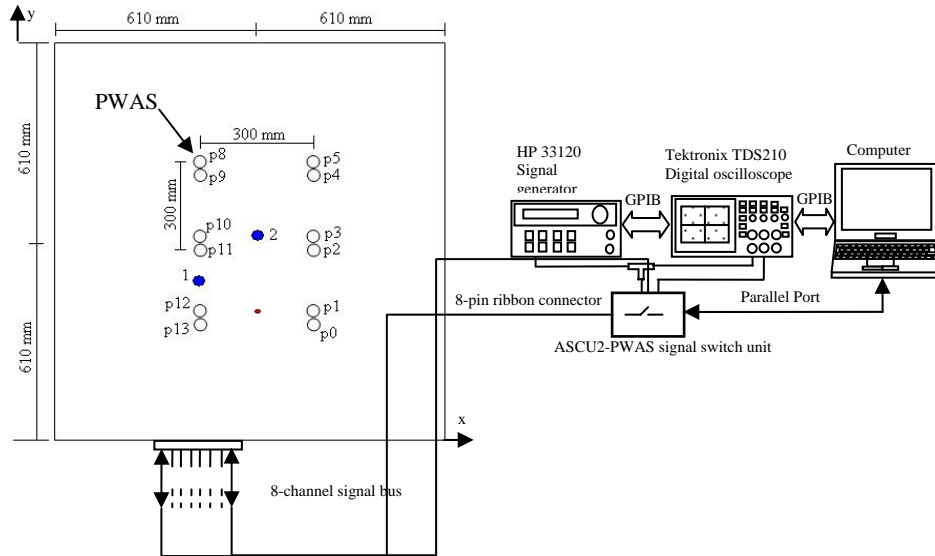 610 mm
610 mm
y
PWAS
300 mm
p8
p5
p9
p4
610 mm
300 mm
p10
2
p3
p11
p2
1
p12
p1
p13
p0
610 mm
x
8-channel signal bus
HP 33120
Signal
generator
Tektronix TDS210
Digital oscilloscope
Computer
GPIB
GPIB
8-pin ribbon connector
Parallel Port
ASCU2-PWAS signal switch unit